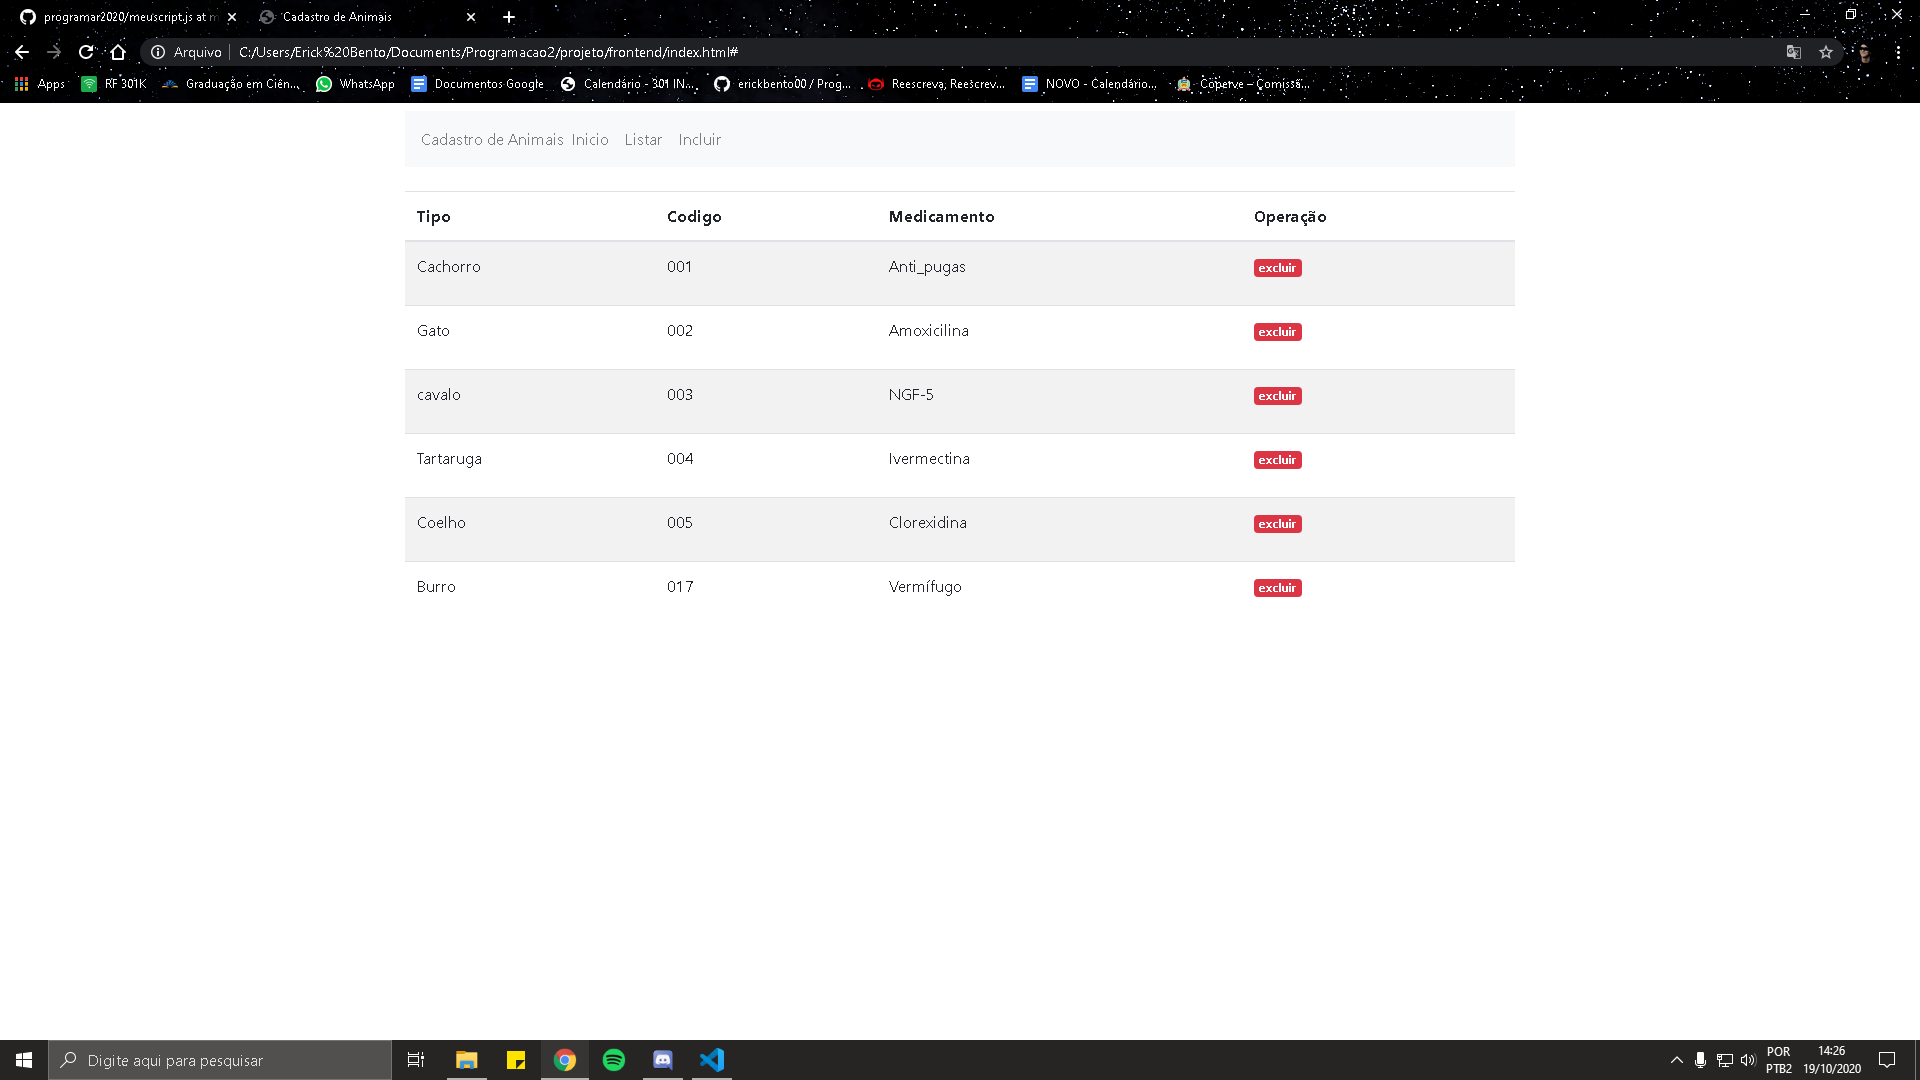 programar2020/meuscript.js at m
Cadastro de Animais
Arquivo C:/Users/Erick%20Bento/Documents/Programacao2/projeto/frontend/index.html#
Apps RF 301K Graduação em Ciên... WhatsApp Documentos Google Calendário - 301 IN... erickbento00 / Prog... Reescreva, Reescrev... NOVO - Calendário... Coperve – Comissã...
Cadastro de Animais Inicio Listar Incluir
Tipo Codigo Medicamento Operação
Cachorro 001 Anti_pugas excluir
Gato 002 Amoxicilina excluir
cavalo 003 NGF-5 excluir
Tartaruga 004 Ivermectina excluir
Coelho 005 Clorexidina excluir
Burro 017 Vermífugo excluir
Digite aqui para pesquisar
POR 14:26
PTB2 19/10/2020